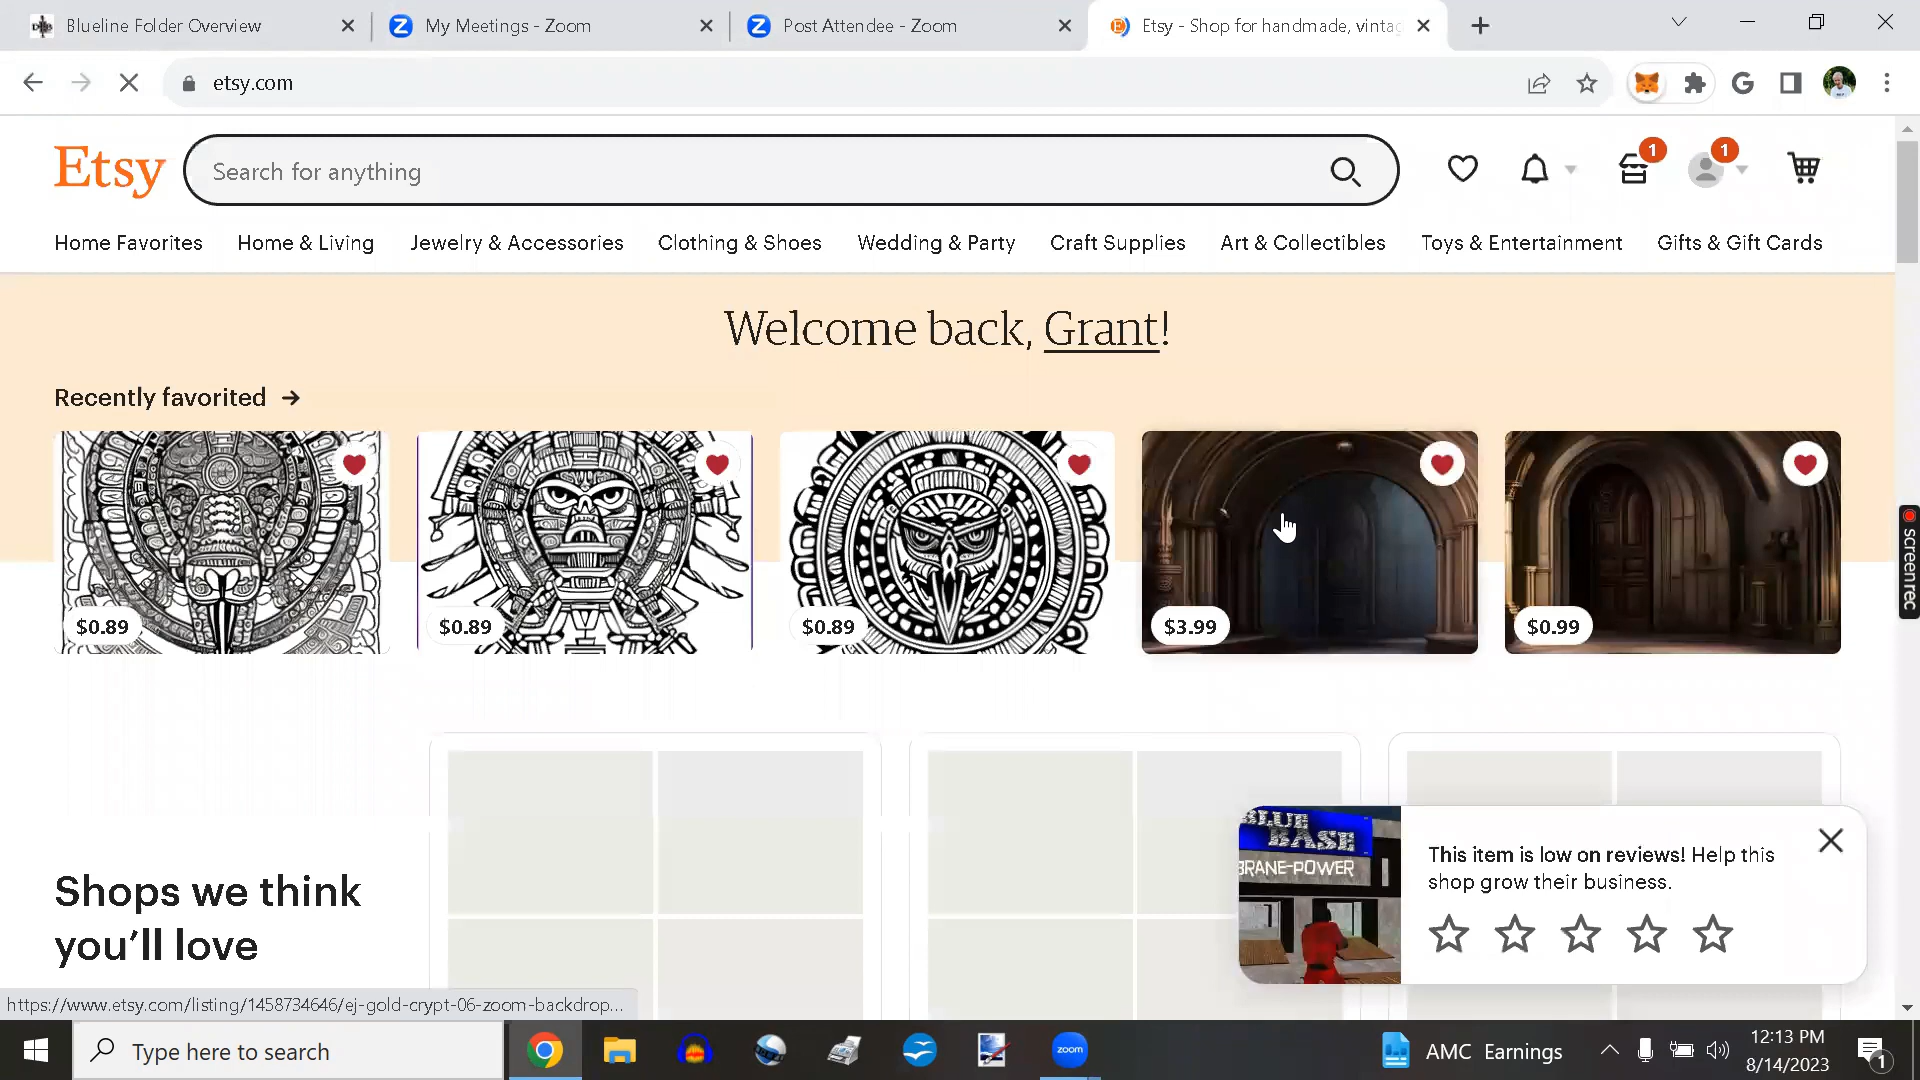 Blueline Folder Overview
My Meetings - Zoom
Post Attendee - Zoom
Etsy - Shop for handmade, vintag
etsy.com
Etsy
Search for anything
1
1
Home Favorites
Home & Living
Jewelry & Accessories
Clothing & Shoes
Wedding & Party
Craft Supplies
Art & Collectibles
Toys & Entertainment
Gifts & Gift Cards
Welcome back, Grant!
Recently favorited
$0.89
$0.89
$0.89
$3.99
$0.99
screenrec
Shops we think
you'll love
BLUE
BASE
BRANE-POWER
This item is low on reviews! Help this
shop grow their business.
https://www.etsy.com/listing/1458734646/ej-gold-crypt-06-zoom-backdrop...
Type here to search
zoom
AMC Earnings
12:13 PM
8/14/2023
1